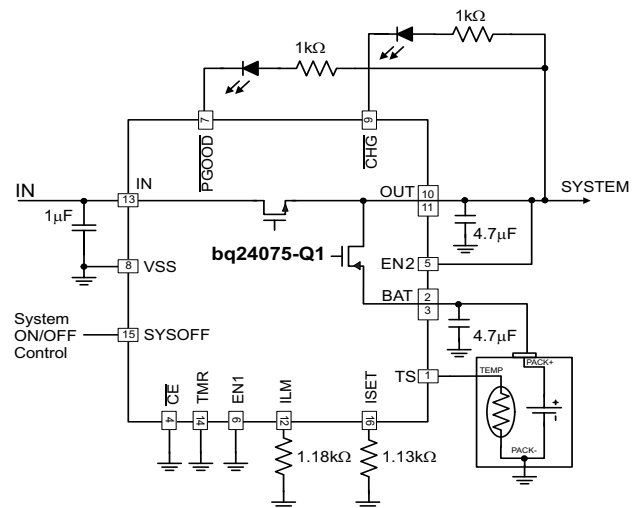 1kΩ
1kΩ
7
9
PGOOD
CHG
IN
IN
13
OUT
10
11
SYSTEM
1μF
4.7μF
bq24075-Q1
EN2
5
8
VSS
BAT
2
3
System
ON/OFF
Control
15
SYSOFF
4.7μF
PACK+
TS
1
TEMP
CE
TMR
EN1
ILM
ISET
4
14
6
12
16
PACK-
1.18kΩ
1.13kΩ